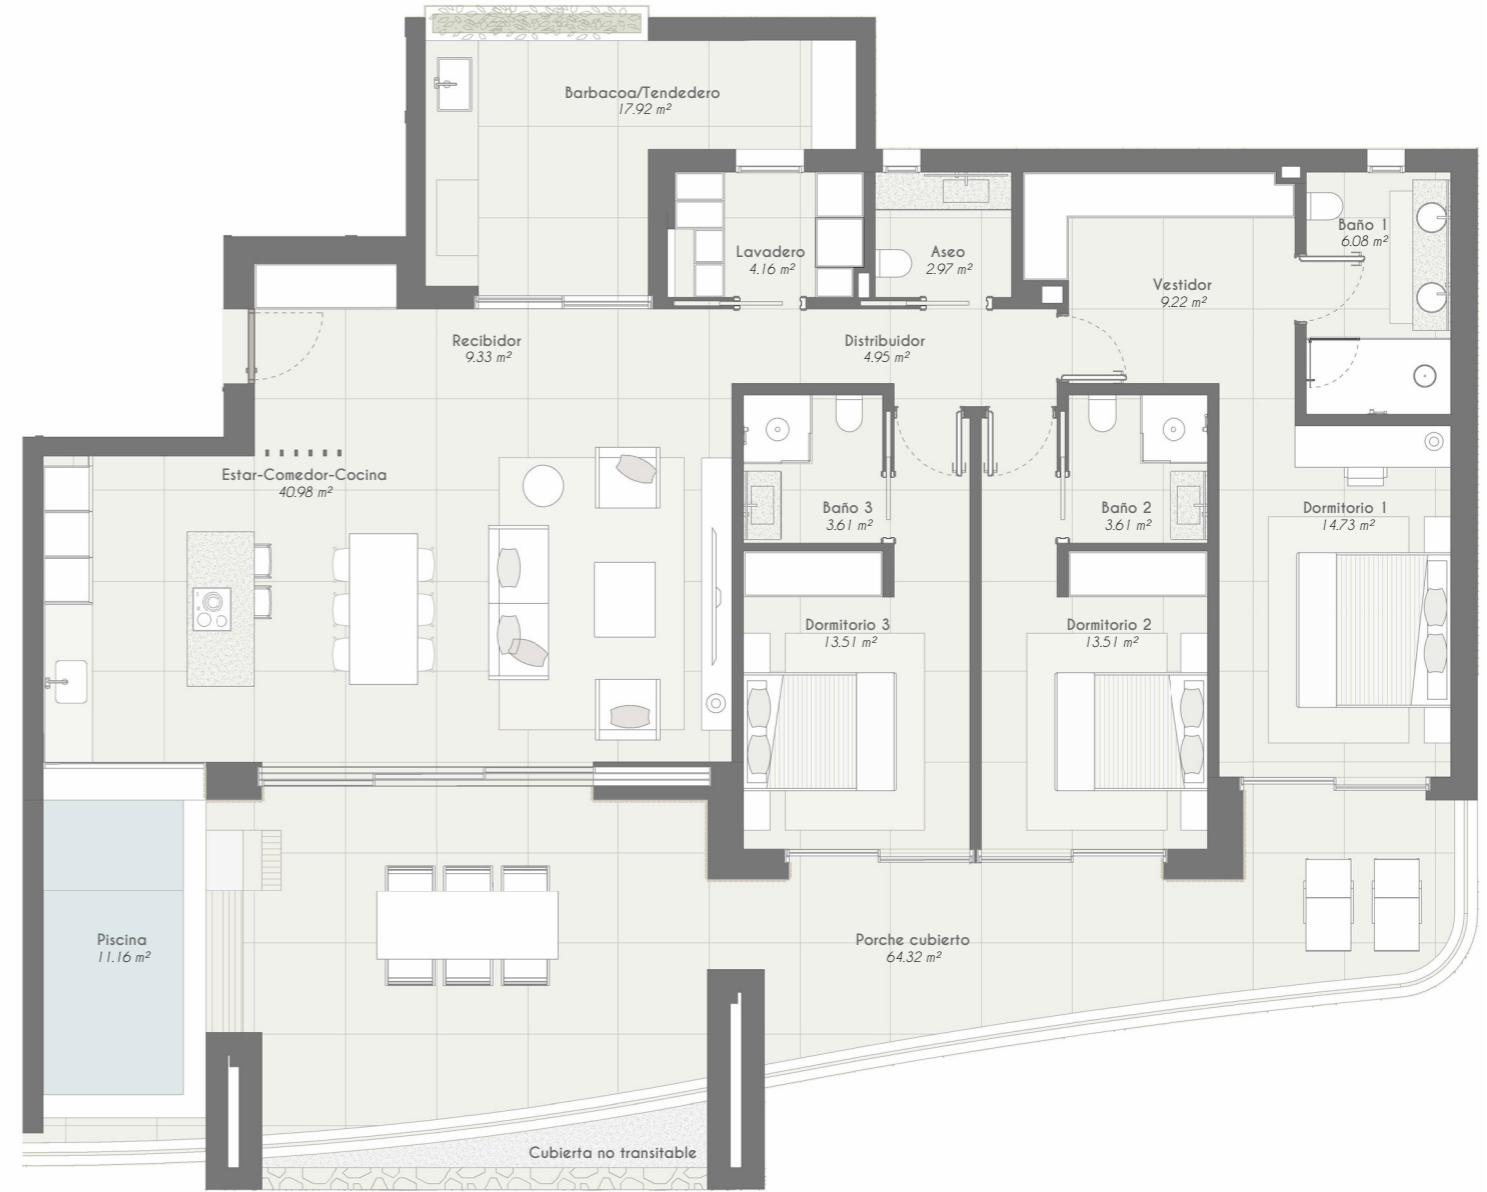 Barbacoa/Tendedero
17.92 m²
Lavadero
4.16 m²
Aseo
2.97 m²
Baño 1
6.08 m²
Vestidor
9.22 m²
Recibidor
9.33 m²
Distribuidor
4.95 m²
Estar-Comedor-Cocina
40.98 m²
Baño 3
3.61 m²
Baño 2
3.61 m²
Dormitorio 1
14.73 m²
Dormitorio 3
13.51 m²
Dormitorio 2
13.51 m²
Piscina
11.16 m²
Porche cubierto
64.32 m²
Cubierta no transitable